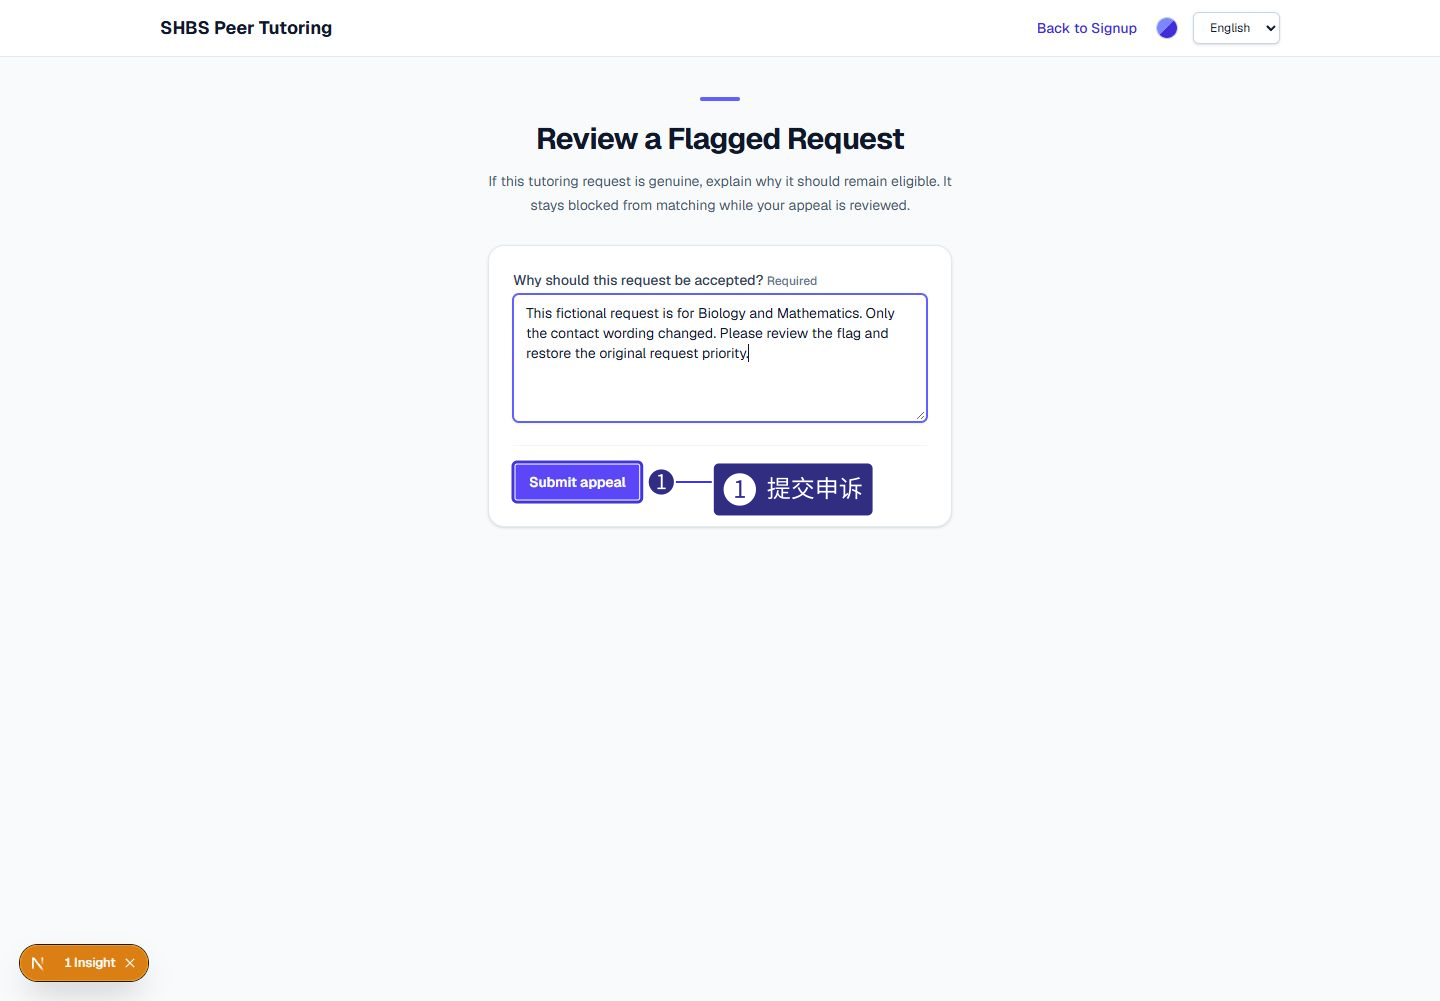 SHBS Peer Tutoring
Back to Signup
English
Review a Flagged Request
If this tutoring request is genuine, explain why it should remain eligible. It
stays blocked from matching while your appeal is reviewed.
Why should this request be accepted? Required
This fictional request is for Biology and Mathematics. Only
the contact wording changed. Please review the flag and
restore the original request priority.
Submit appeal
1
1 提交申诉
N 1 Insight